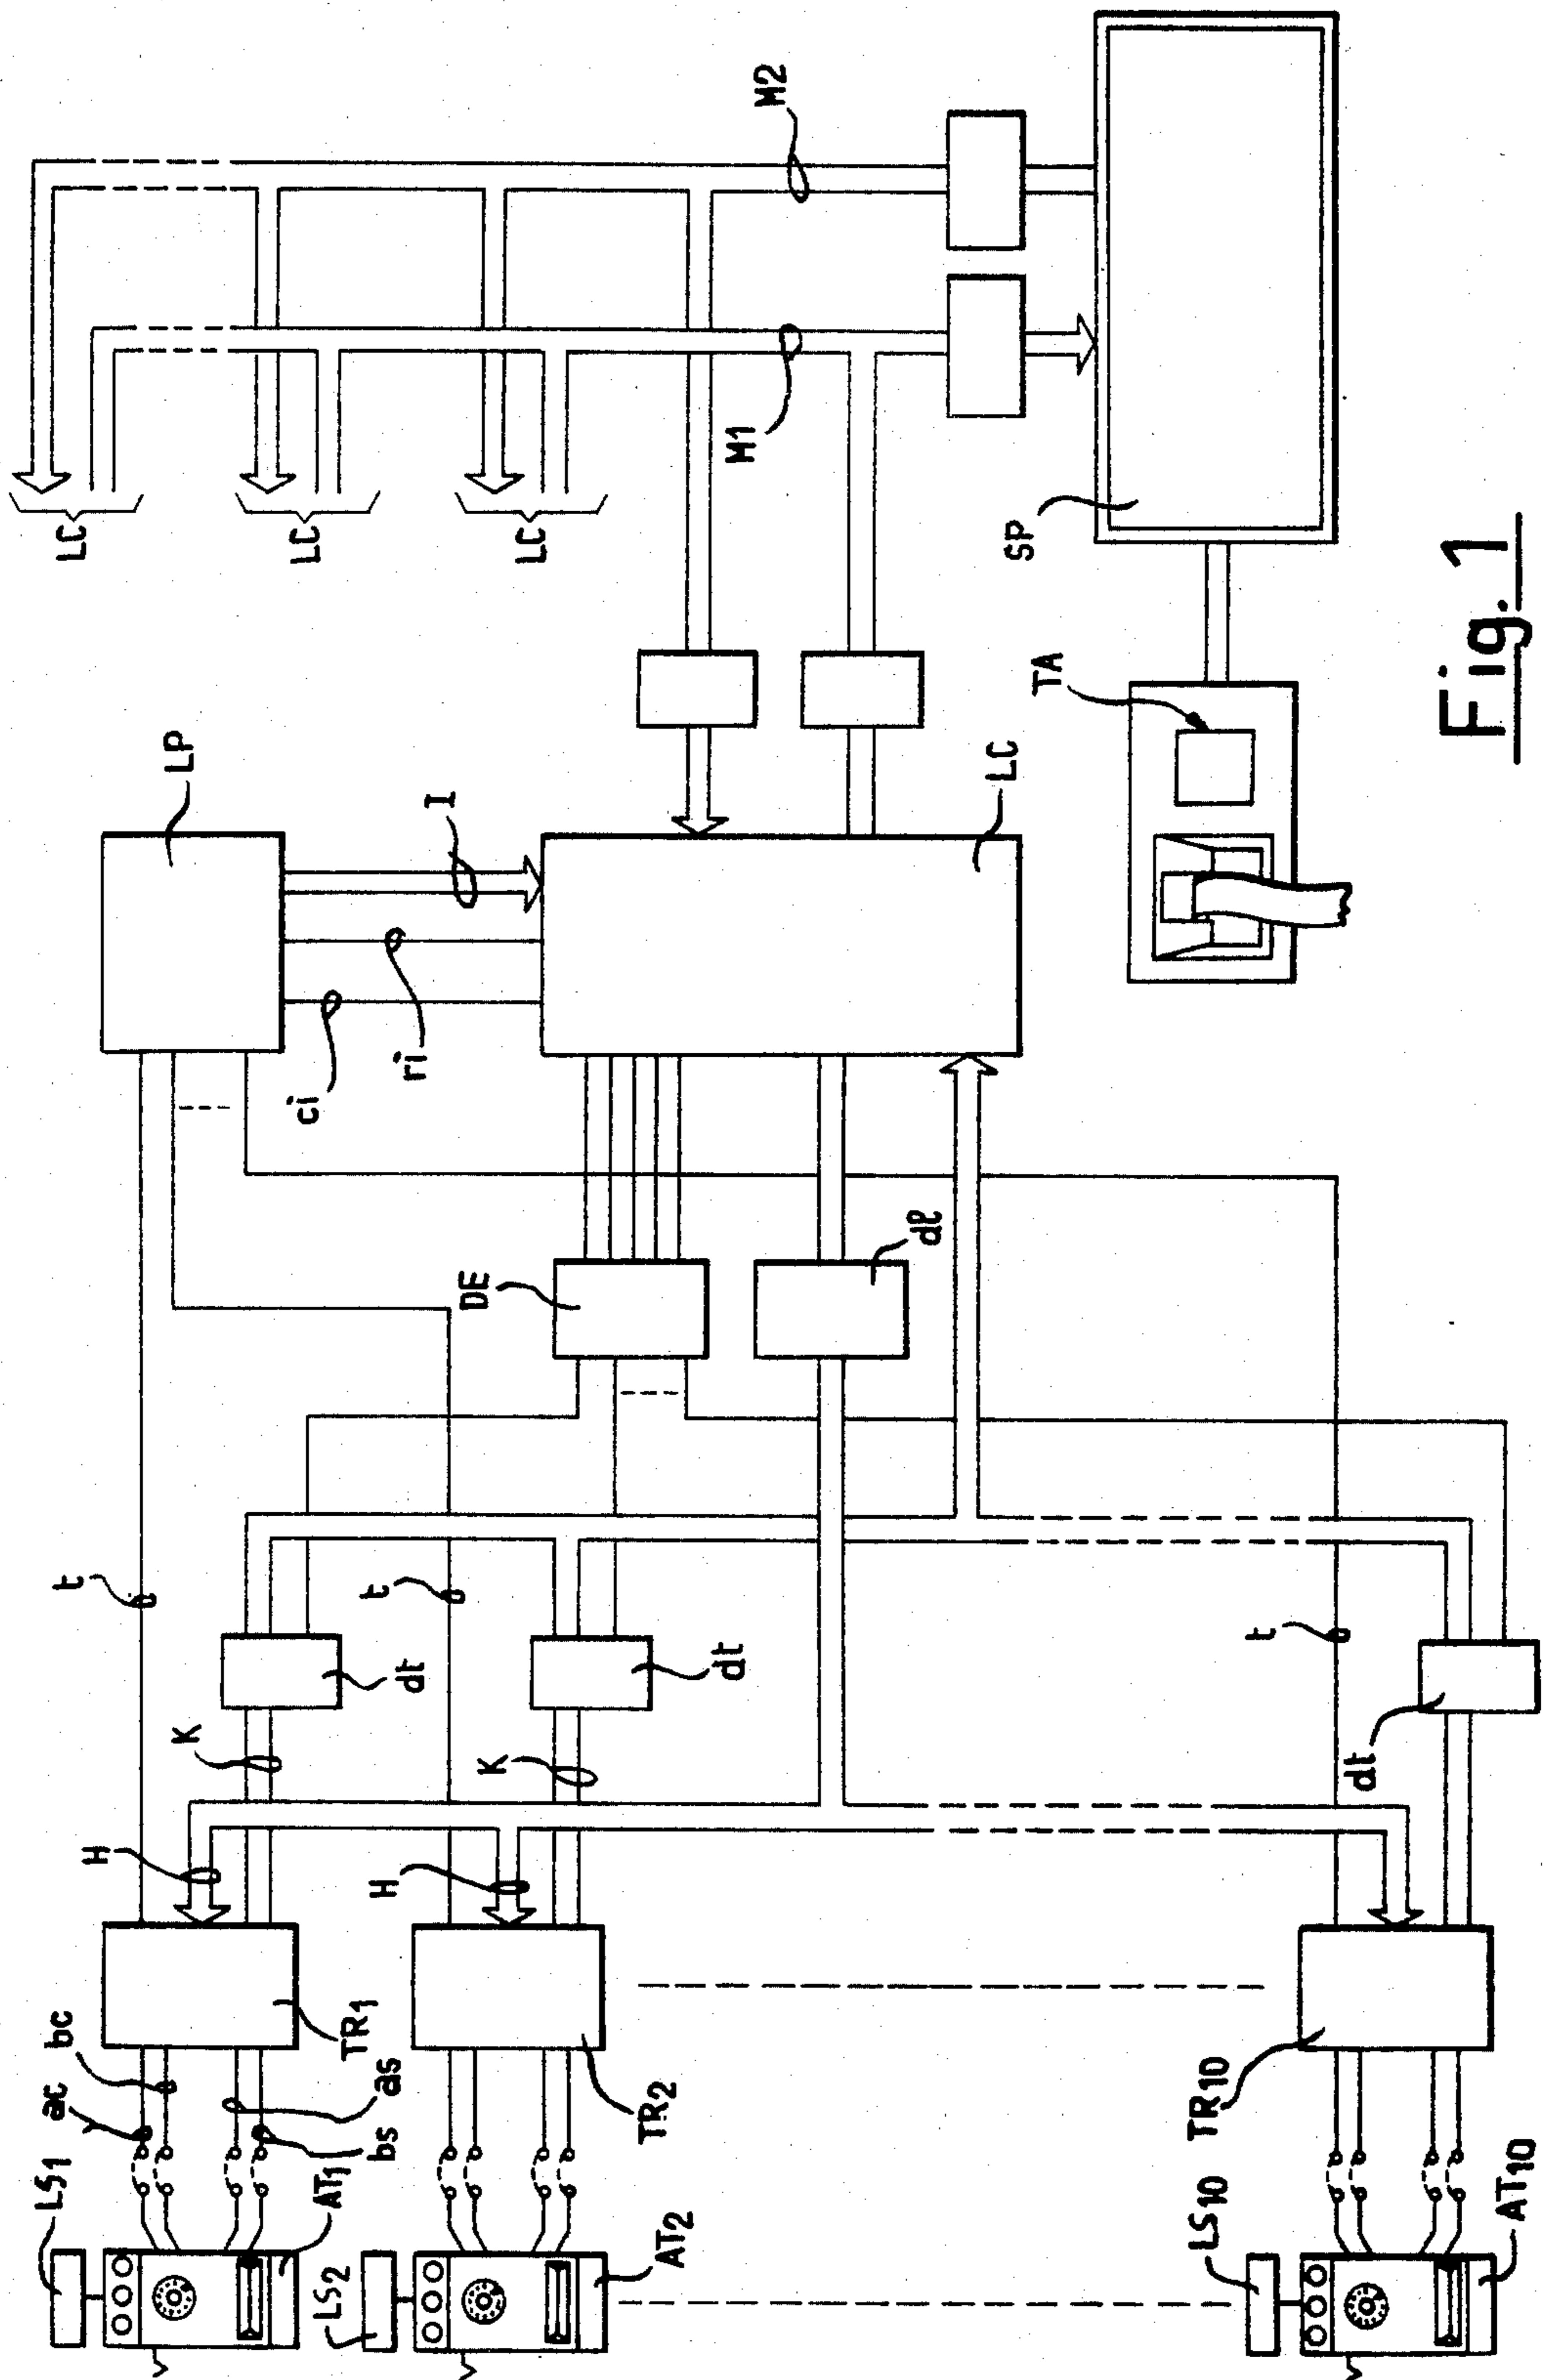 LS1
ac
bc
TR1
as
bs
AT1
H
K
t
dt
LP
ci
ri
I
LC
LC
LC
LS2
AT2
TR2
H
K
t
dt
DE
dl
LC
M1
M2
SP
TA
LS10
AT10
TR10
t
dt
Fig. 1